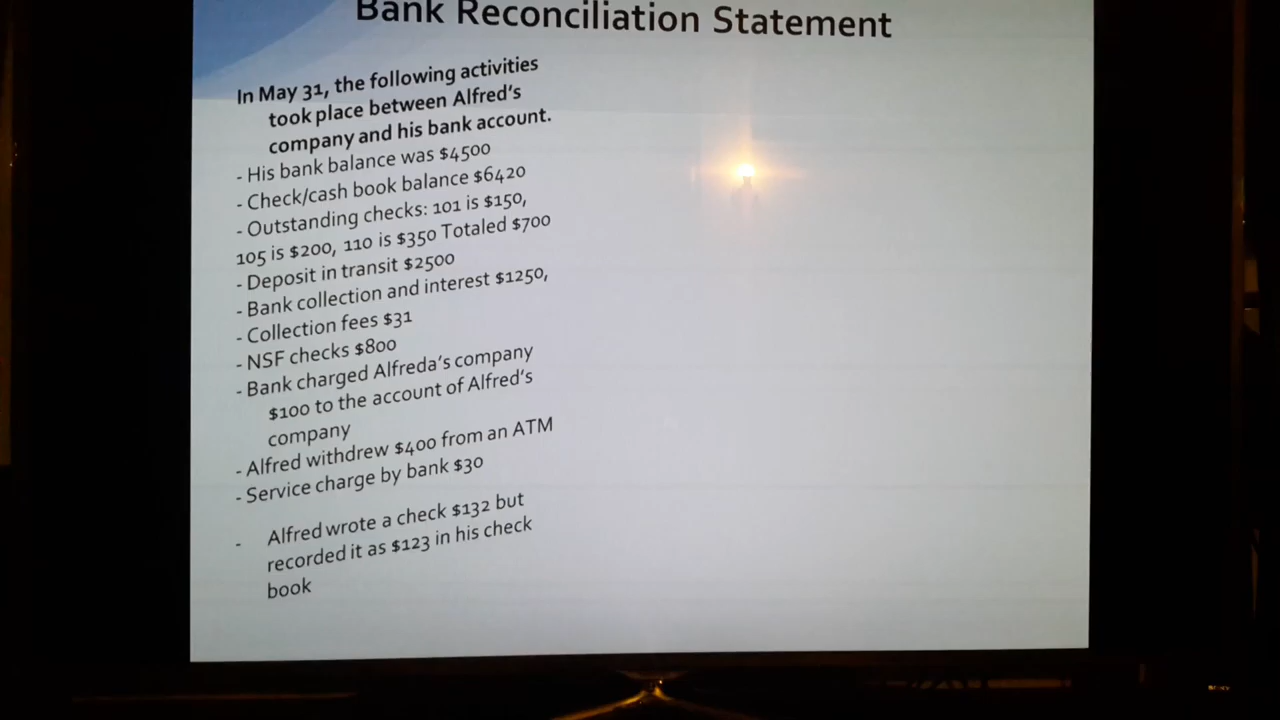 Bank Reconciliation Statement
In May 31, the following activities
took place between Alfred's
company and his bank account.
- His bank balance was $4500
- Check/cash book balance $6420
- Outstanding checks: 101 is $150,
105 is $200, 110 is $350 Totaled $700
- Deposit in transit $2500
- Bank collection and interest $1250,
- Collection fees $31
- NSF checks $800
- Bank charged Alfreda's company
$100 to the account of Alfred's
company
- Alfred withdrew $400 from an ATM
- Service charge by bank $30
- Alfred wrote a check $132 but
recorded it as $123 in his check
book